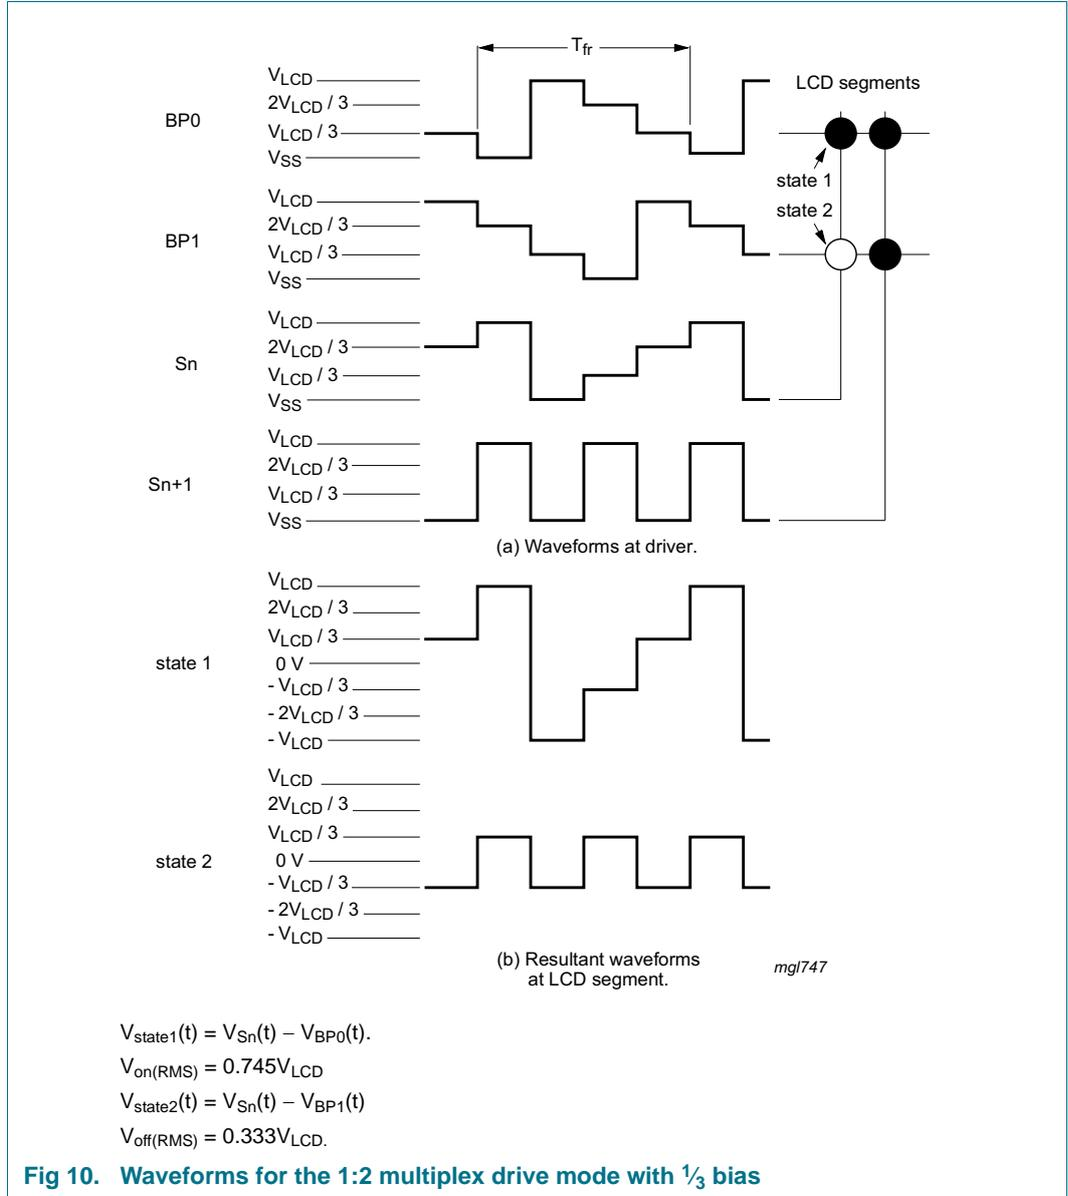 Tfr
VLCD
2VLCD / 3
BP0
VLCD / 3
VSS
LCD segments
state 1
state 2
VLCD
2VLCD / 3
BP1
VLCD / 3
VSS
VLCD
2VLCD / 3
Sn
VLCD / 3
VSS
VLCD
2VLCD / 3
Sn+1
VLCD / 3
VSS
(a) Waveforms at driver.
VLCD
2VLCD / 3
VLCD / 3
state 1
0 V
- VLCD / 3
- 2VLCD / 3
- VLCD
VLCD
2VLCD / 3
VLCD / 3
state 2
0 V
- VLCD / 3
- 2VLCD / 3
- VLCD
(b) Resultant waveforms
at LCD segment.
mgl747
Vstate1(t) = VSn(t) − VBP0(t).
Von(RMS) = 0.745VLCD
Vstate2(t) = VSn(t) − VBP1(t)
Voff(RMS) = 0.333VLCD.
Fig 10. Waveforms for the 1:2 multiplex drive mode with 1⁄3 bias